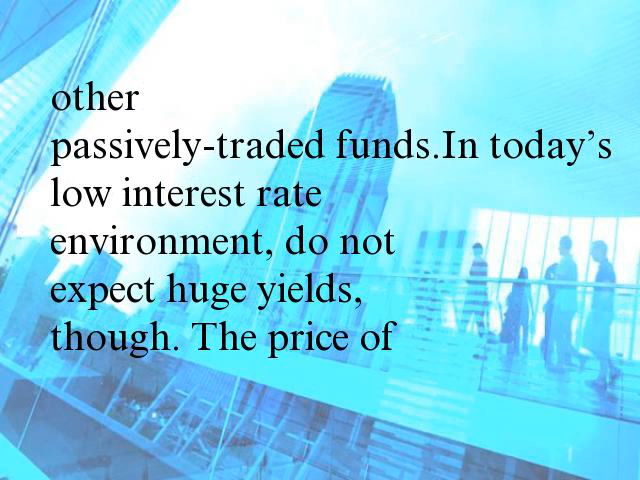 other
passively-traded funds.In today’s
low interest rate
environment, do not
expect huge yields,
though. The price of